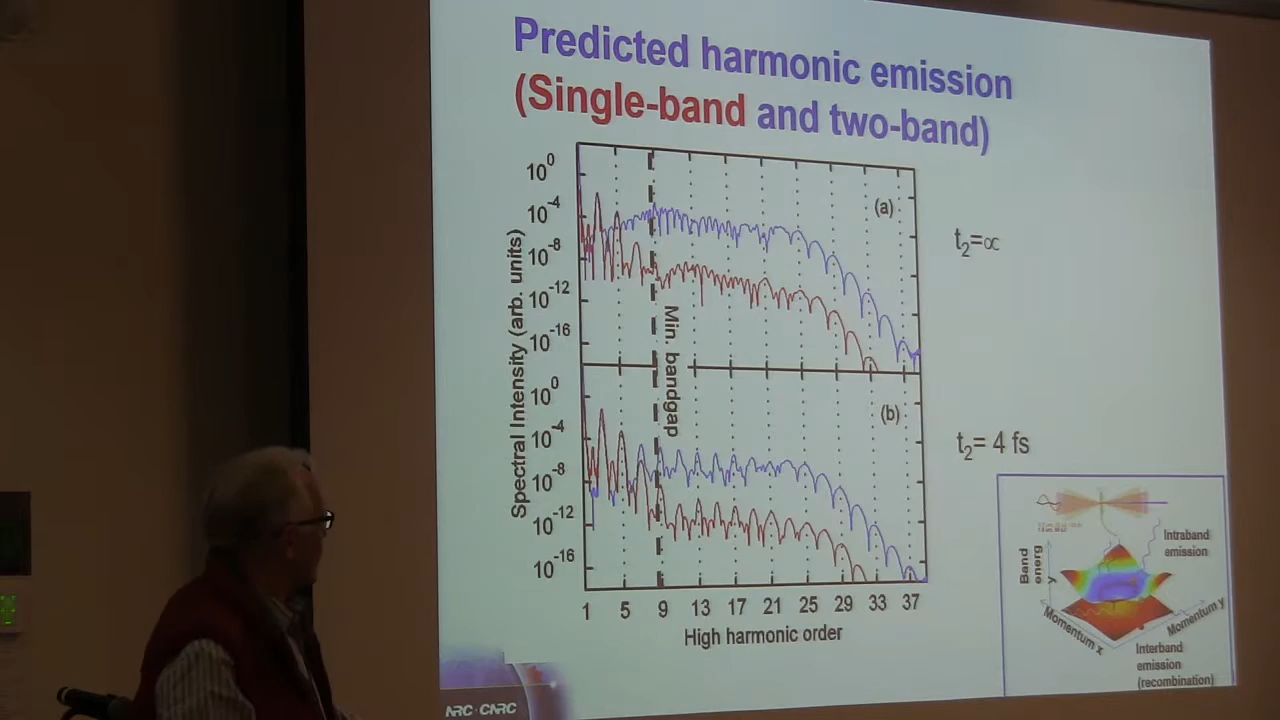 Predicted harmonic emission
(Single-band and two-band)
10^0
10^-4
10^-8
10^-12
10^-16
10^0
10^-4
10^-8
10^-12
10^-16
Spectral Intensity (arb. units)
(a)
Min. bandgap
(b)
t₂=∝
t₂= 4 fs
1 5 9 13 17 21 25 29 33 37
High harmonic order
Intraband
emission
Band
energ
y
Momentum x
Momentum y
Interband
emission
(recombination)
NRC·CNRC